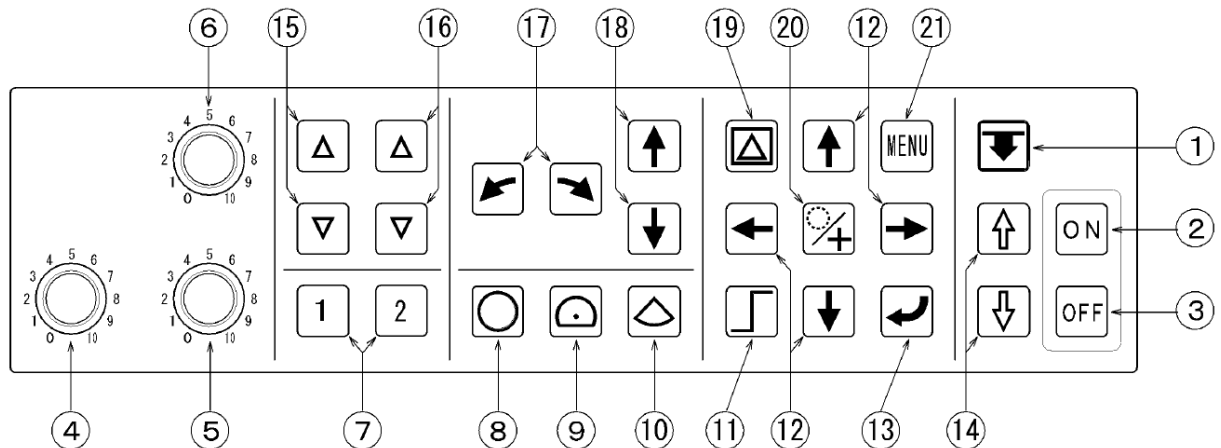 ⑥ ⑮ ⑯ ⑰ ⑱ ⑲ ⑳ ⑫ ㉑
0 1 2 3 4 5 6 7 8 9 10
MENU
①
ON
②
0 1 2 3 4 5 6 7 8 9 10
0 1 2 3 4 5 6 7 8 9 10
1 2
OFF
③
④ ⑤ ⑦ ⑧ ⑨ ⑩ ⑪ ⑫ ⑬ ⑭